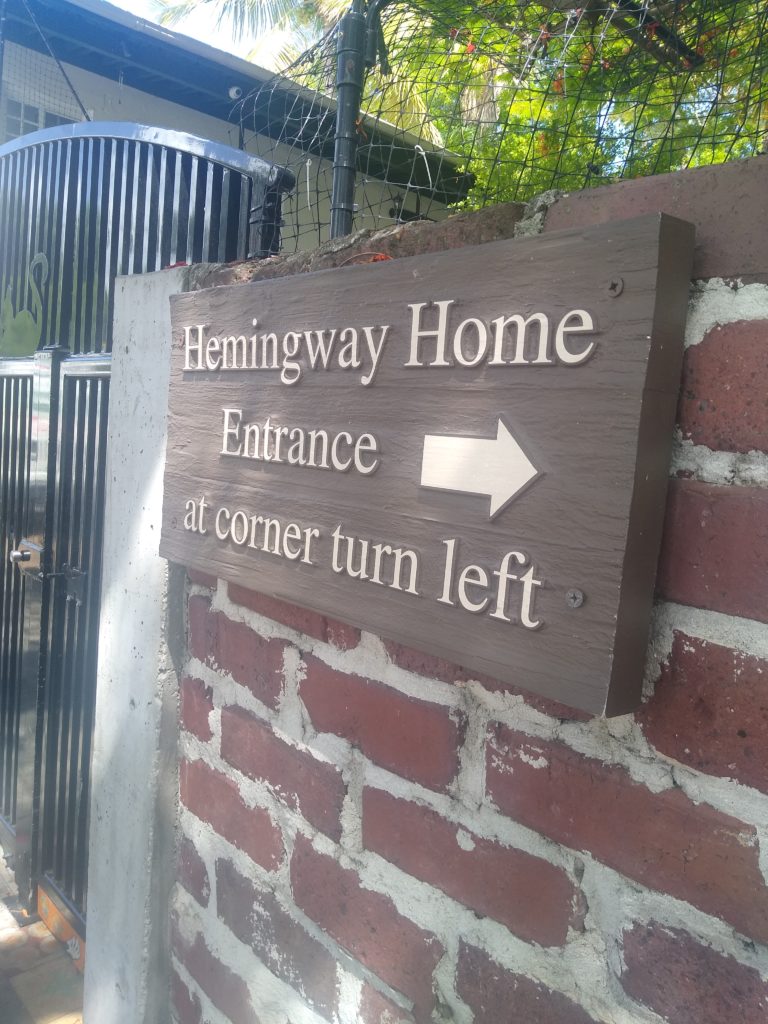 Hemingway Home
Entrance
at corner turn left